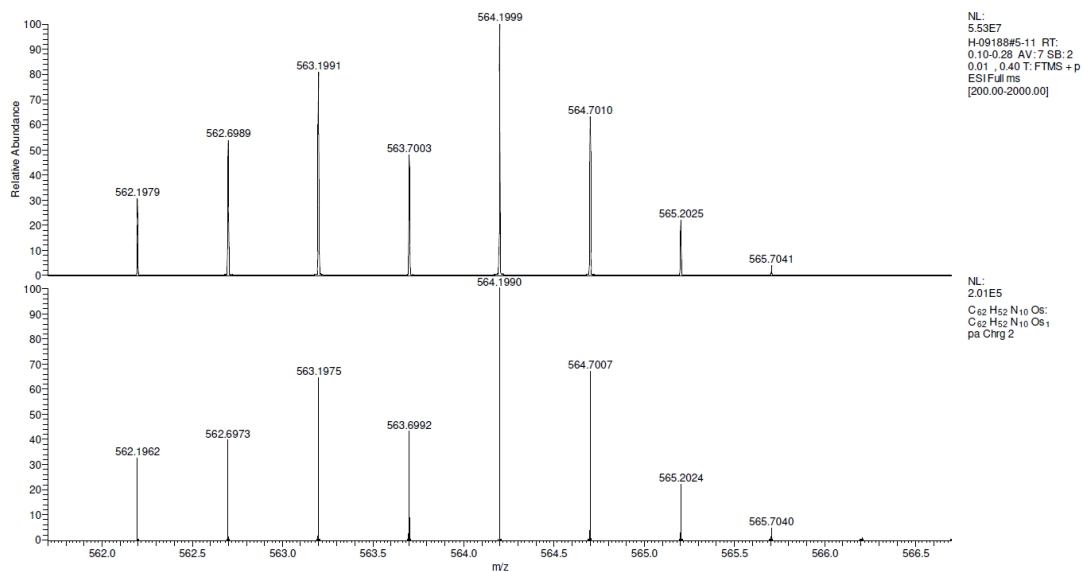 564.1999
100
90
80
70
60
50
40
30
20
10
0
Relative Abundance
563.1991
564.7010
562.6989
563.7003
562.1979
565.2025
565.7041
NL:
5.53E7
H-09188#5-11 RT:
0.10-0.28 AV: 7 SB: 2
0.01 , 0.40 T: FTMS + p
ESI Full ms
[200.00-2000.00]
564.1990
100
90
80
70
60
50
40
30
20
10
0
564.7007
563.1975
563.6992
562.6973
562.1962
565.2024
565.7040
NL:
2.01E5
C62 H52 N10 Os:
C62 H52 N10 Os1
pa Chrg 2
562.0 562.5 563.0 563.5 564.0 564.5 565.0 565.5 566.0 566.5
m/z